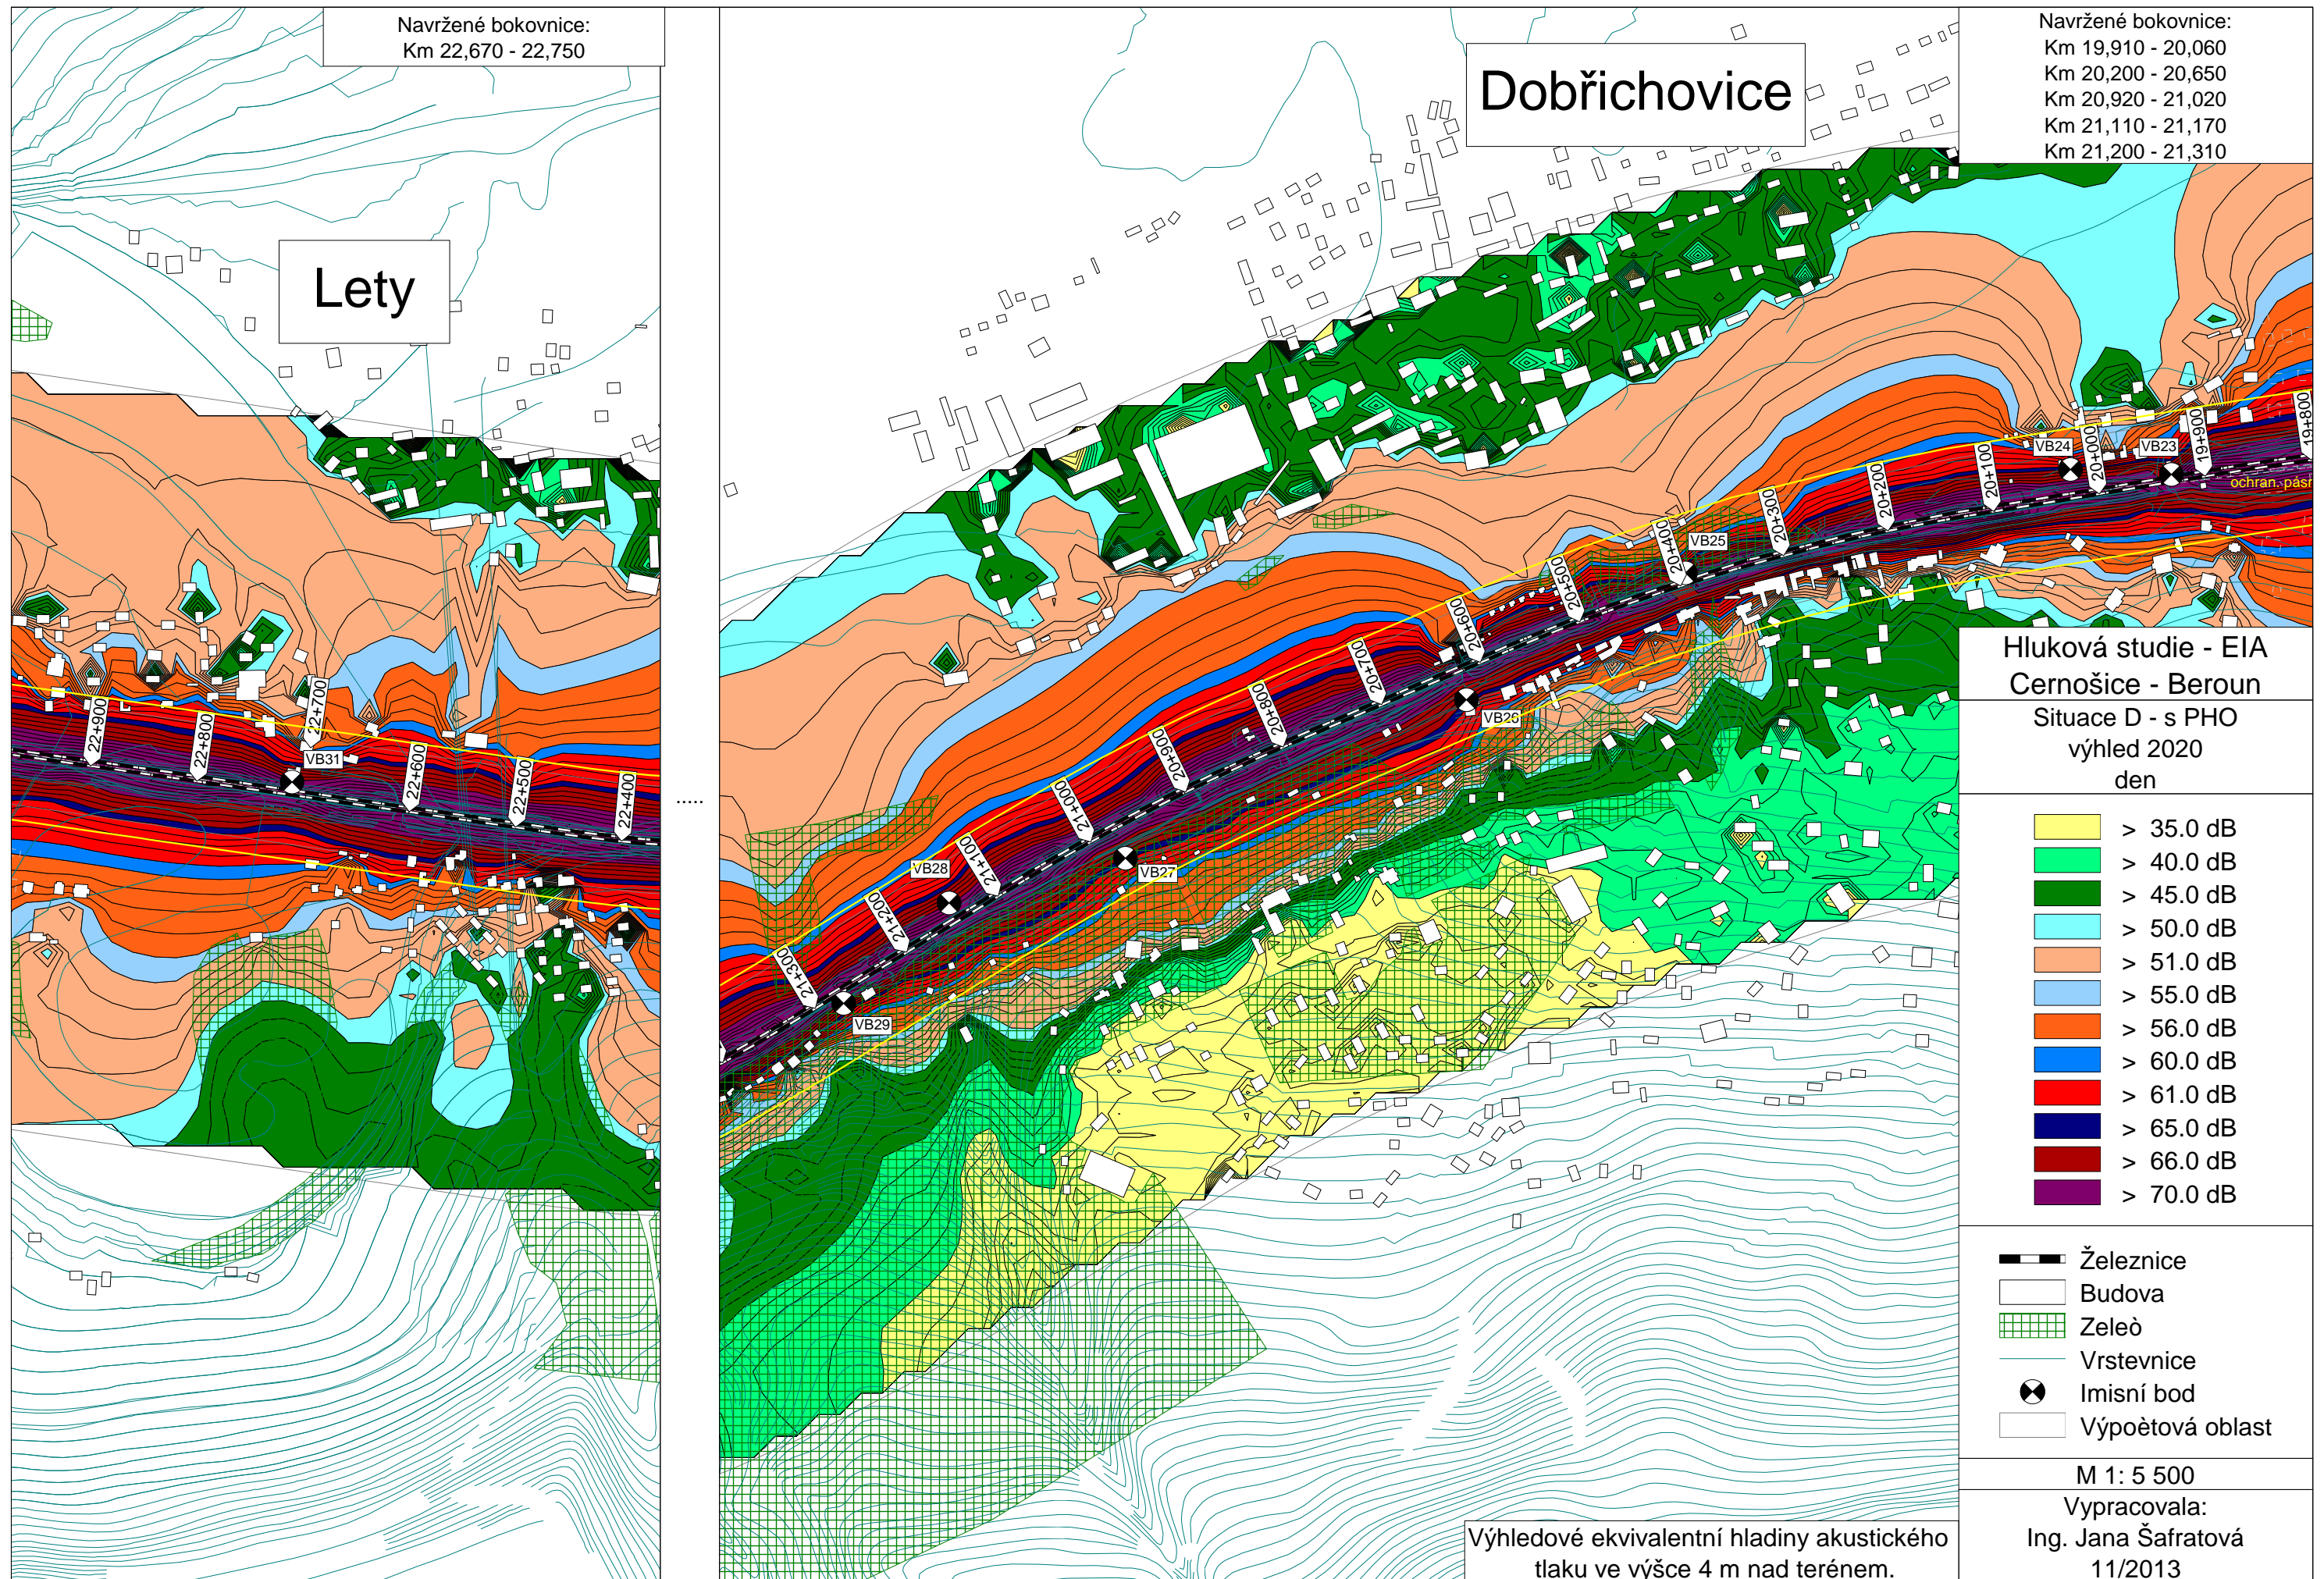 Navržené bokovnice:
Km 22,670 - 22,750
Lety
22+900
22+800
22+700
VB31
22+600
22+500
22+400
.....
Dobřichovice
Navržené bokovnice:
Km 19,910 - 20,060
Km 20,200 - 20,650
Km 20,920 - 21,020
Km 21,110 - 21,170
Km 21,200 - 21,310
19+800
19+900
VB23
20+000
VB24
ochran. pásm
20+100
20+200
20+300
VB25
20+400
20+500
20+600
VB26
20+700
20+800
20+900
21+000
VB27
21+100
VB28
21+200
21+300
VB29
Hluková studie - EIA
Cernošice - Beroun
Situace D - s PHO
výhled 2020
den
> 35.0 dB
> 40.0 dB
> 45.0 dB
> 50.0 dB
> 51.0 dB
> 55.0 dB
> 56.0 dB
> 60.0 dB
> 61.0 dB
> 65.0 dB
> 66.0 dB
> 70.0 dB
Železnice
Budova
Zeleò
Vrstevnice
Imisní bod
Výpoètová oblast
M 1: 5 500
Vypracovala:
Ing. Jana Šafratová
11/2013
Výhledové ekvivalentní hladiny akustického
tlaku ve výšce 4 m nad terénem.